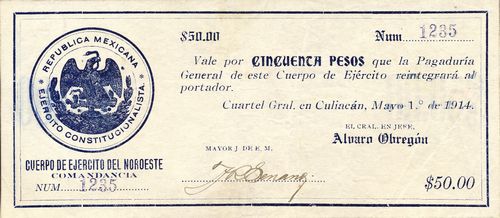 REPUBLICA MEXICANA
EJERCITO CONSTITUCIONALISTA.
CUERPO DE EJERCITO DEL NOROESTE
COMANDANCIA
NUM. 1235
$50.00
Num. 1235
Vale por CINCUENTA PESOS que la Pagaduría
General de este Cuerpo de Ejército reintegrará al
portador.
Cuartel Gral. en Culiacán, Mayo 1.° de 1914.
EL GRAL. EN JEFE,
Alvaro Obregón
MAYOR J DE E. M.
$50.00